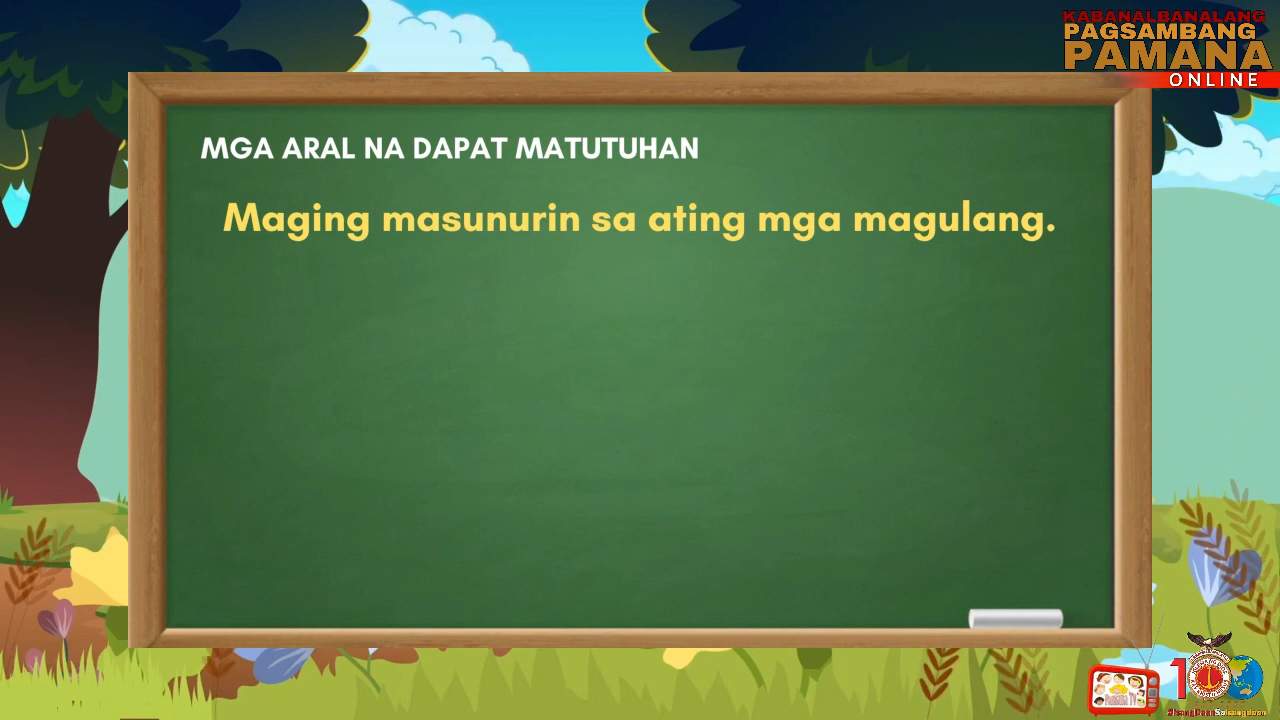 KABANALBANALANG
PAGSAMBANG
PAMANA
ONLINE
MGA ARAL NA DAPAT MATUTUHAN
Maging masunurin sa ating mga magulang.